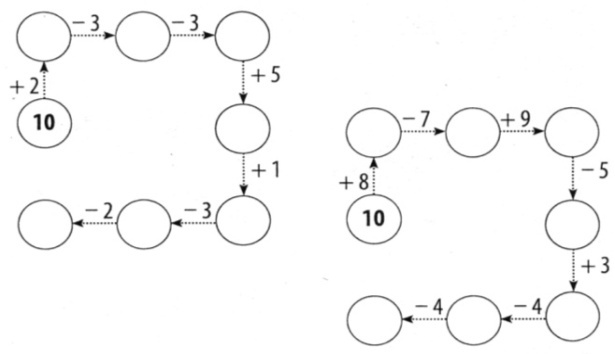 − 3 − 3
+ 2 + 5
10
+ 1
− 2 − 3
− 7 + 9
+ 8 − 5
10
+ 3
− 4 − 4